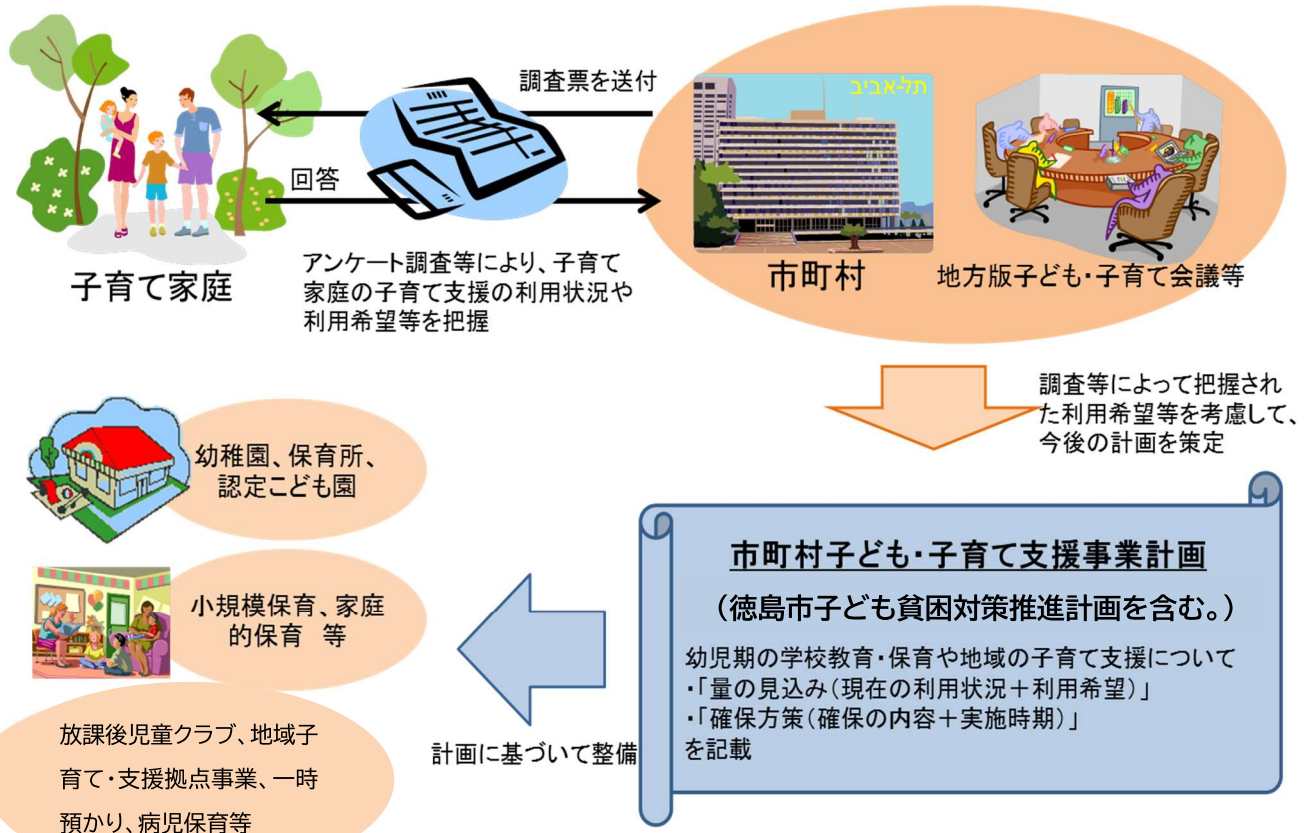 調査票を送付
回答
子育て家庭
アンケート調査等により、子育て
家庭の子育て支援の利用状況や
利用希望等を把握
תל-אביב
市町村
地方版子ども・子育て会議等
調査等によって把握され
た利用希望等を考慮して、
今後の計画を策定
市町村子ども・子育て支援事業計画
（徳島市子ども貧困対策推進計画を含む。）
幼児期の学校教育・保育や地域の子育て支援について
・「量の見込み（現在の利用状況＋利用希望）」
・「確保方策（確保の内容＋実施時期）」
を記載
計画に基づいて整備
幼稚園、保育所、
認定こども園
小規模保育、家庭
的保育　等
放課後児童クラブ、地域子
育て・支援拠点事業、一時
預かり、病児保育等